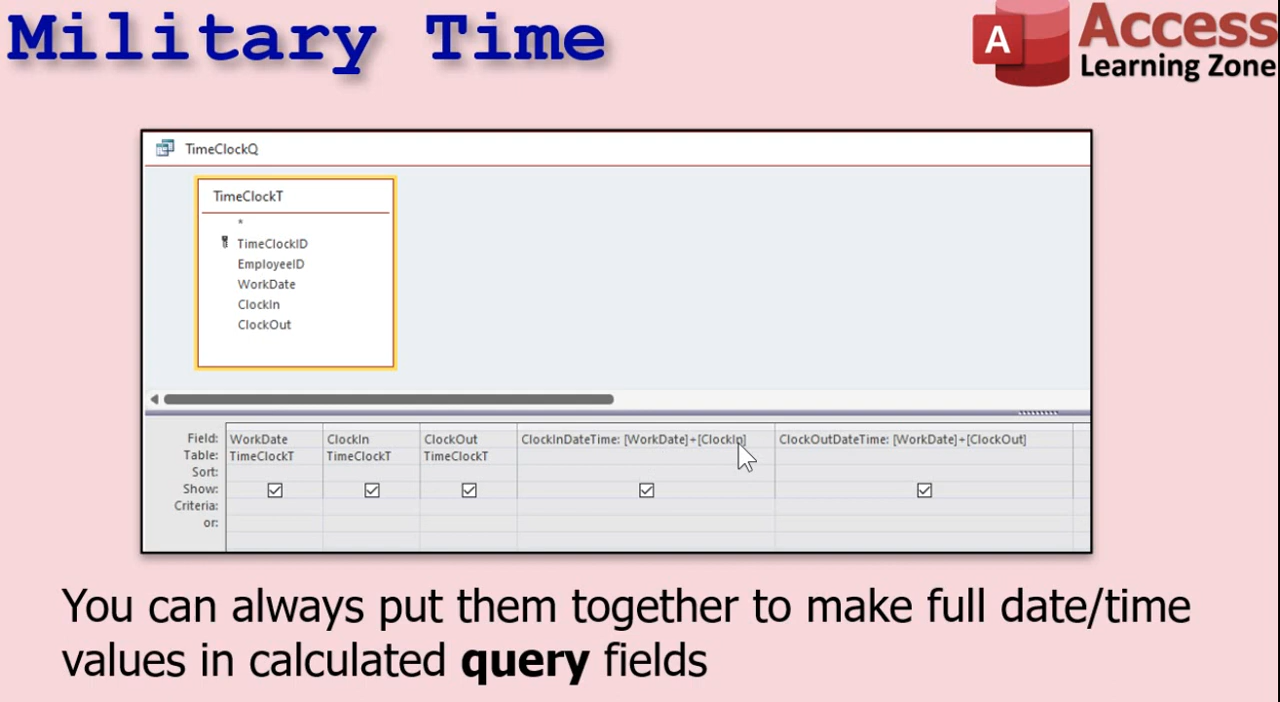 Military Time
A Access
Learning Zone
TimeClockQ
TimeClockT
*
TimeClockID
EmployeeID
WorkDate
ClockIn
ClockOut
Field: WorkDate ClockIn ClockOut ClockInDateTime: [WorkDate]+[ClockIn] ClockOutDateTime: [WorkDate]+[ClockOut]
Table: TimeClockT TimeClockT TimeClockT
Sort:
Show:
Criteria:
or:
You can always put them together to make full date/time
values in calculated query fields